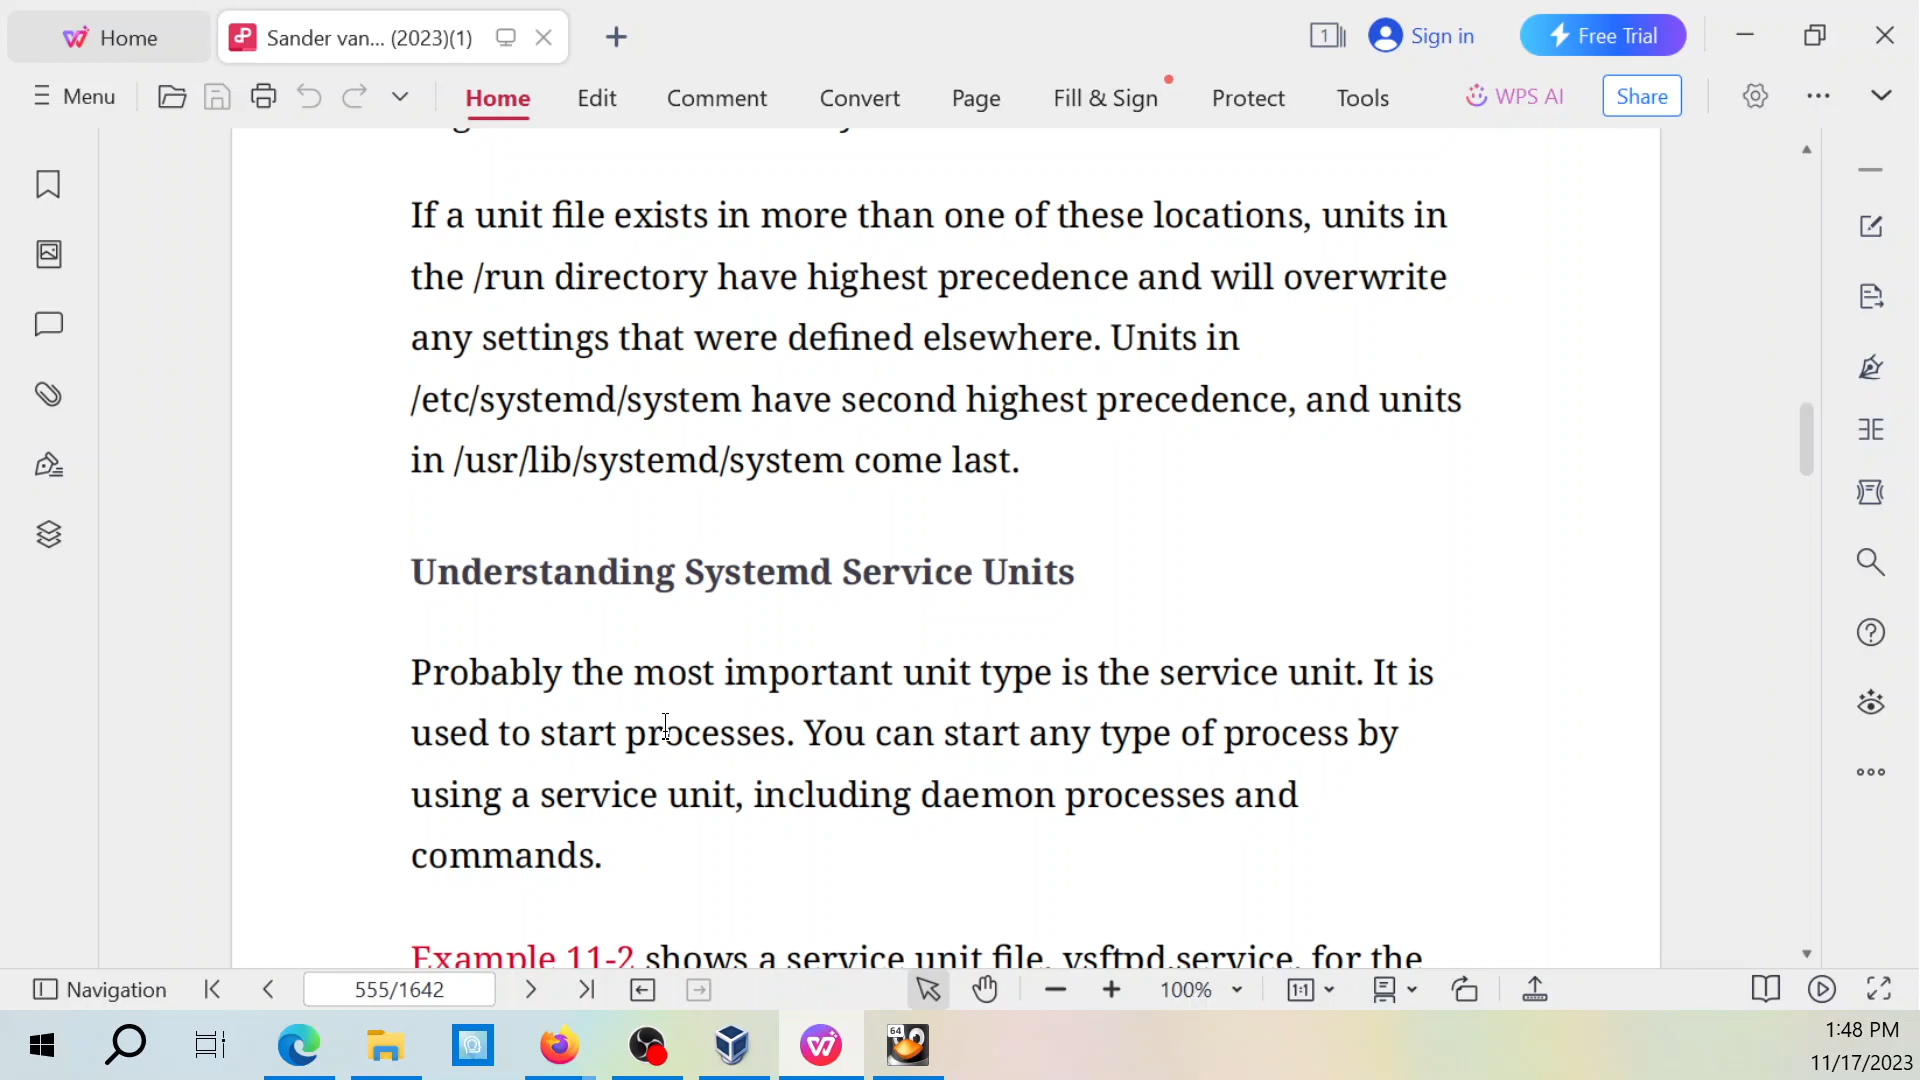 Home
Sander van... (2023)(1)
1
Sign in
Free Trial
Menu
Home
Edit
Comment
Convert
Page
Fill & Sign
Protect
Tools
WPS AI
Share
If a unit file exists in more than one of these locations, units in
the /run directory have highest precedence and will overwrite
any settings that were defined elsewhere. Units in
/etc/systemd/system have second highest precedence, and units
in /usr/lib/systemd/system come last.
Understanding Systemd Service Units
Probably the most important unit type is the service unit. It is
used to start processes. You can start any type of process by
using a service unit, including daemon processes and
commands.
Example 11-2 shows a service unit file, vsftpd.service, for the
Navigation
555/1642
100%
1:1
64
1:48 PM
11/17/2023